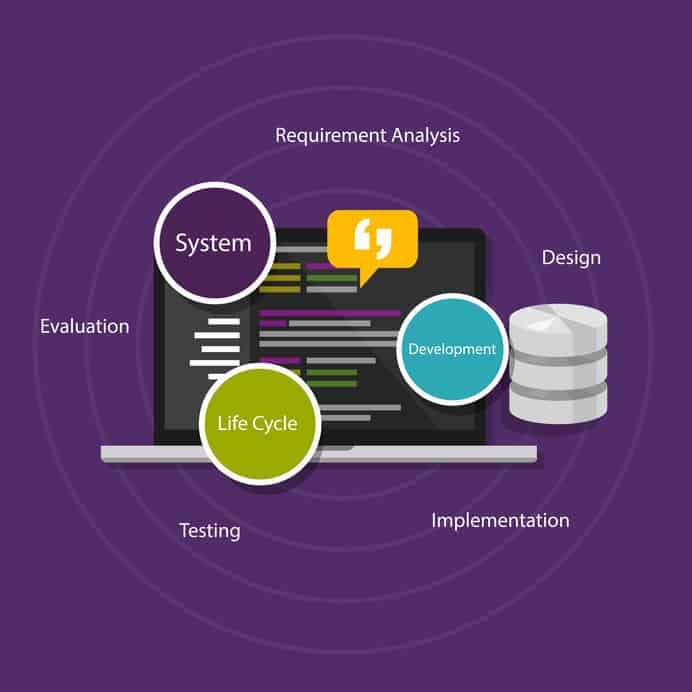 Requirement Analysis
System
Design
Evaluation
Development
Life Cycle
Implementation
Testing